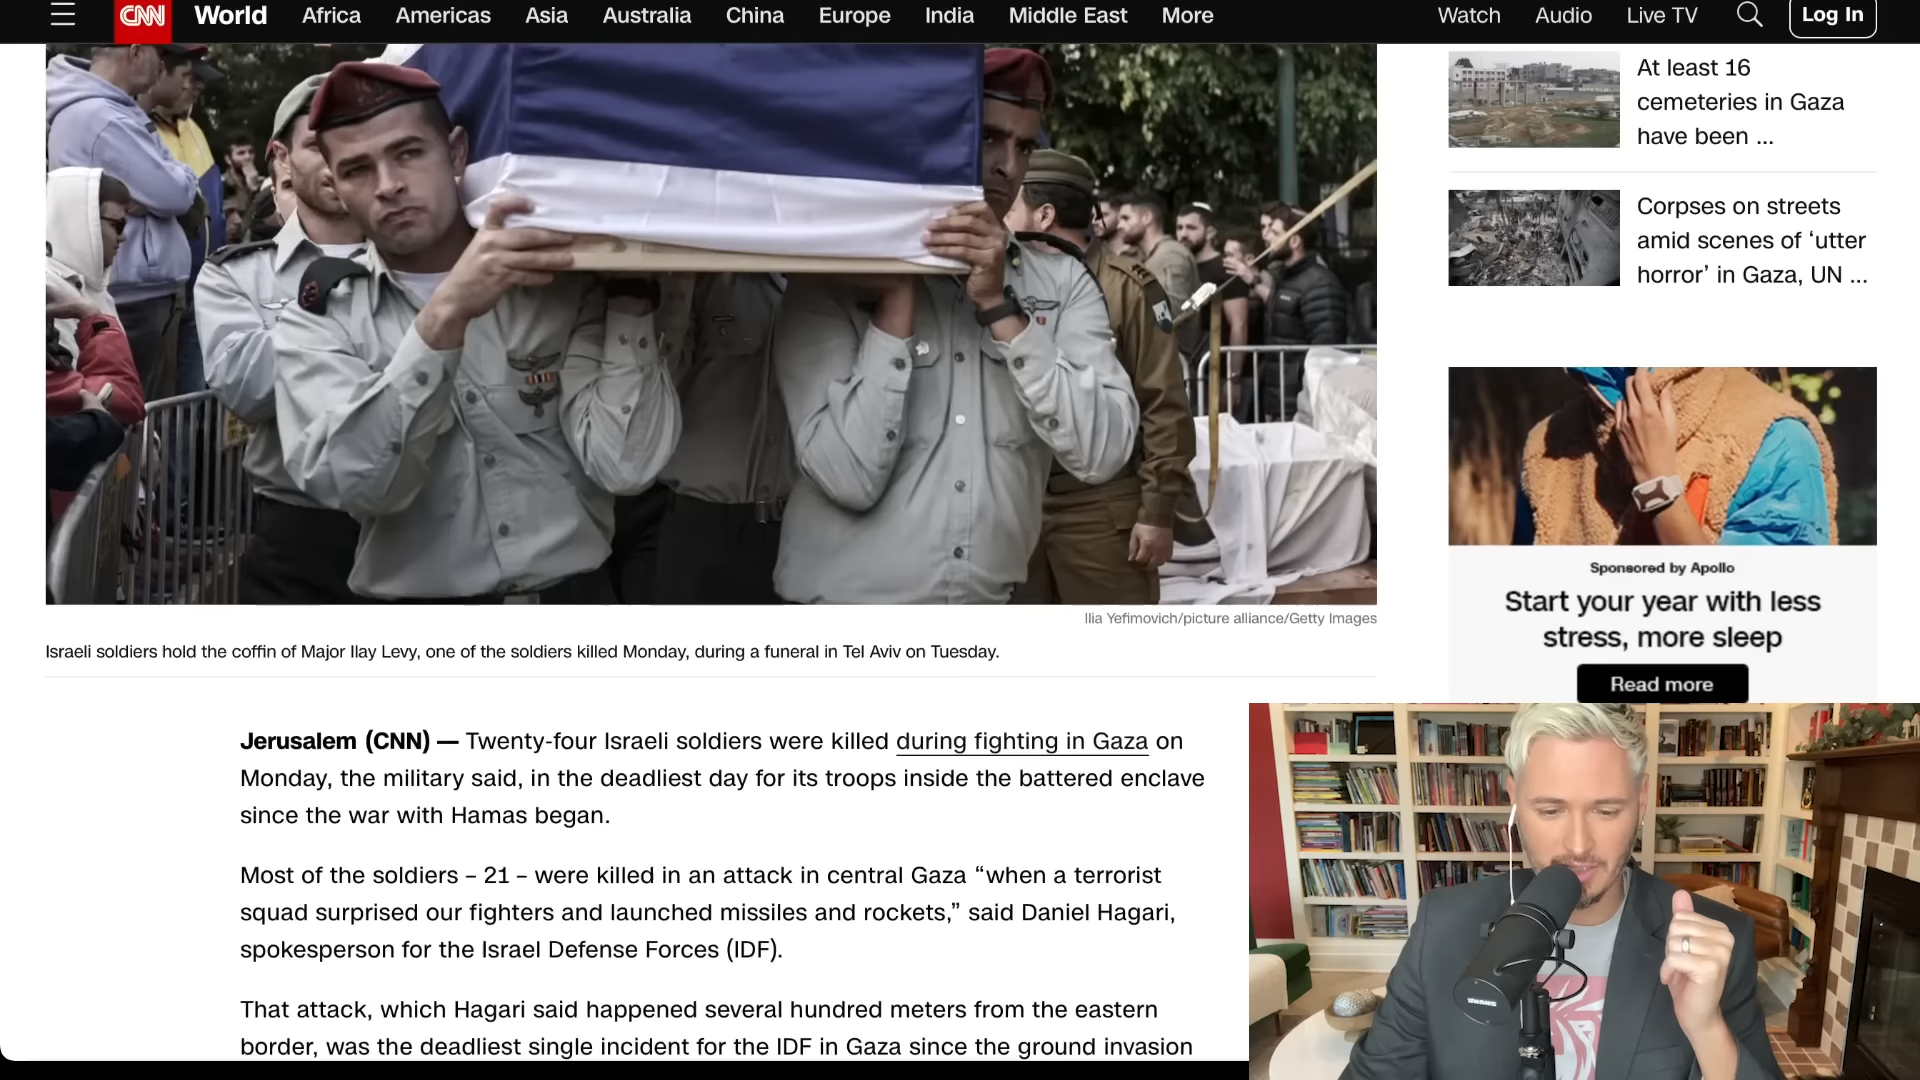 CNN World Africa Americas Asia Australia China Europe India Middle East More Watch Audio Live TV Log In
At least 16
cemeteries in Gaza
have been ...
Corpses on streets
amid scenes of ‘utter
horror’ in Gaza, UN ...
Ilia Yefimovich/picture alliance/Getty Images
Israeli soldiers hold the coffin of Major Ilay Levy, one of the soldiers killed Monday, during a funeral in Tel Aviv on Tuesday.
Sponsored by Apollo
Start your year with less
stress, more sleep
Read more
Jerusalem (CNN) — Twenty-four Israeli soldiers were killed during fighting in Gaza on
Monday, the military said, in the deadliest day for its troops inside the battered enclave
since the war with Hamas began.
Most of the soldiers – 21 – were killed in an attack in central Gaza “when a terrorist
squad surprised our fighters and launched missiles and rockets,” said Daniel Hagari,
spokesperson for the Israel Defense Forces (IDF).
That attack, which Hagari said happened several hundred meters from the eastern
border, was the deadliest single incident for the IDF in Gaza since the ground invasion